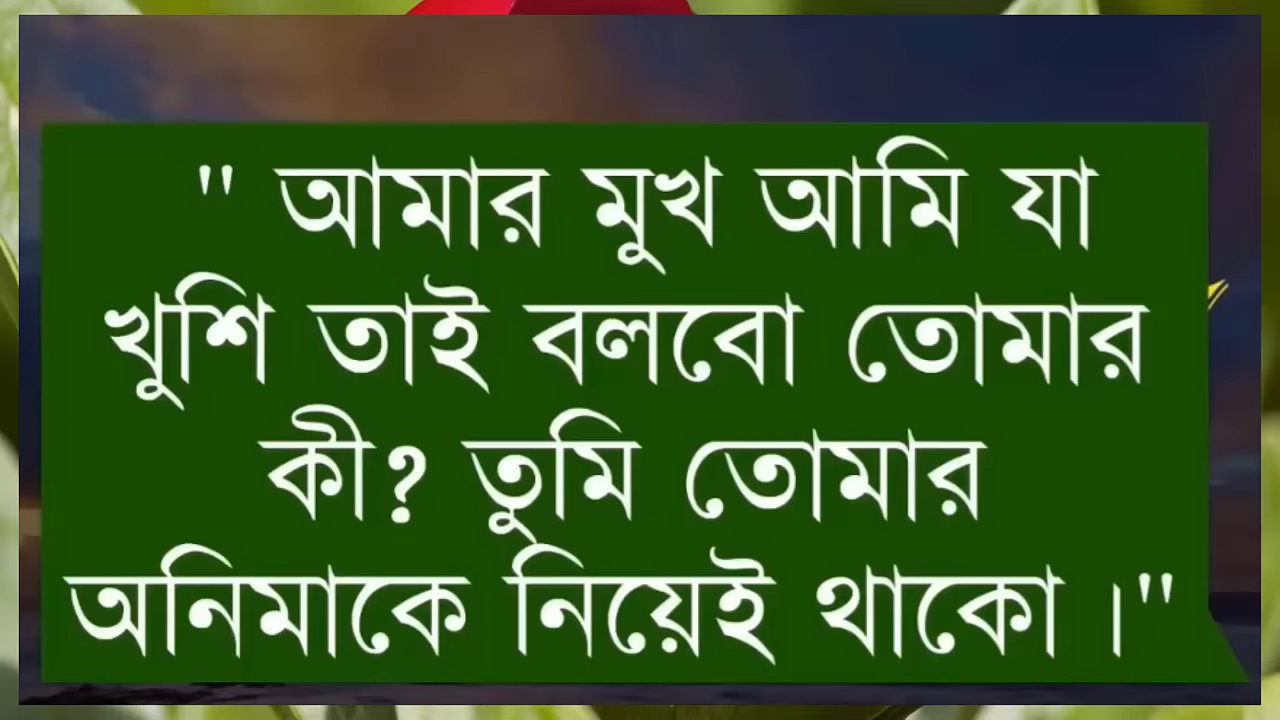 " আমার মুখ আমি যা
খুশি তাই বলবো তোমার
কী? তুমি তোমার
অনিমাকে নিয়েই থাকো ।"